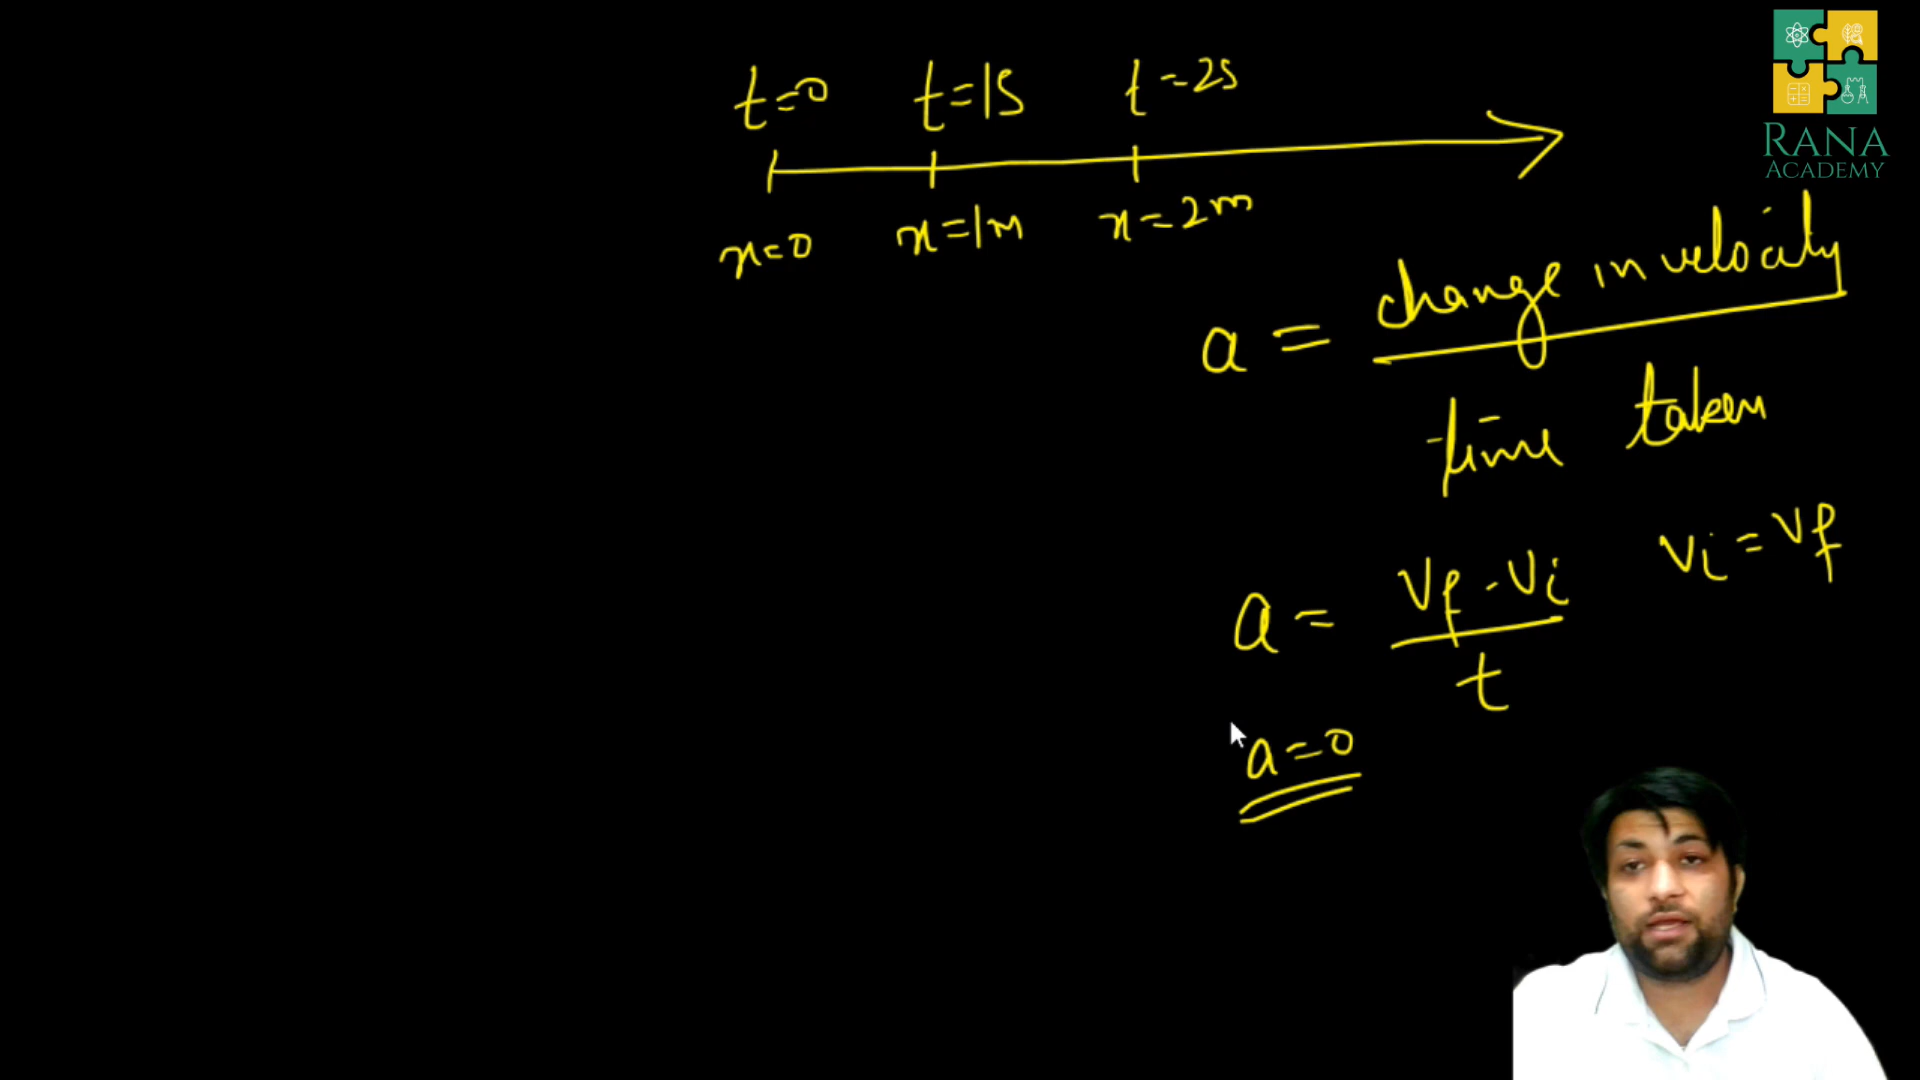 t=0 t=1s t=2s
x=0 x=1m x=2m
RANA
ACADEMY
a = change in velocity
time taken
a = vf - vi
t
vi = vf
a=0